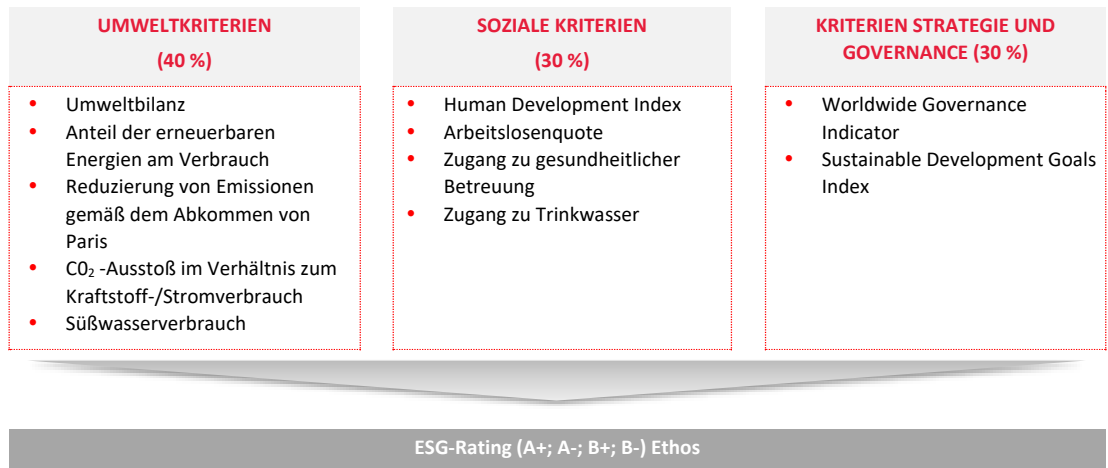 UMWELTKRITERIEN
(40 %)
• Umweltbilanz
• Anteil der erneuerbaren
Energien am Verbrauch
• Reduzierung von Emissionen
gemäß dem Abkommen von
Paris
• C0₂ -Ausstoß im Verhältnis zum
Kraftstoff-/Stromverbrauch
• Süßwasserverbrauch
SOZIALE KRITERIEN
(30 %)
• Human Development Index
• Arbeitslosenquote
• Zugang zu gesundheitlicher
Betreuung
• Zugang zu Trinkwasser
KRITERIEN STRATEGIE UND
GOVERNANCE (30 %)
• Worldwide Governance
Indicator
• Sustainable Development Goals
Index
ESG-Rating (A+; A-; B+; B-) Ethos